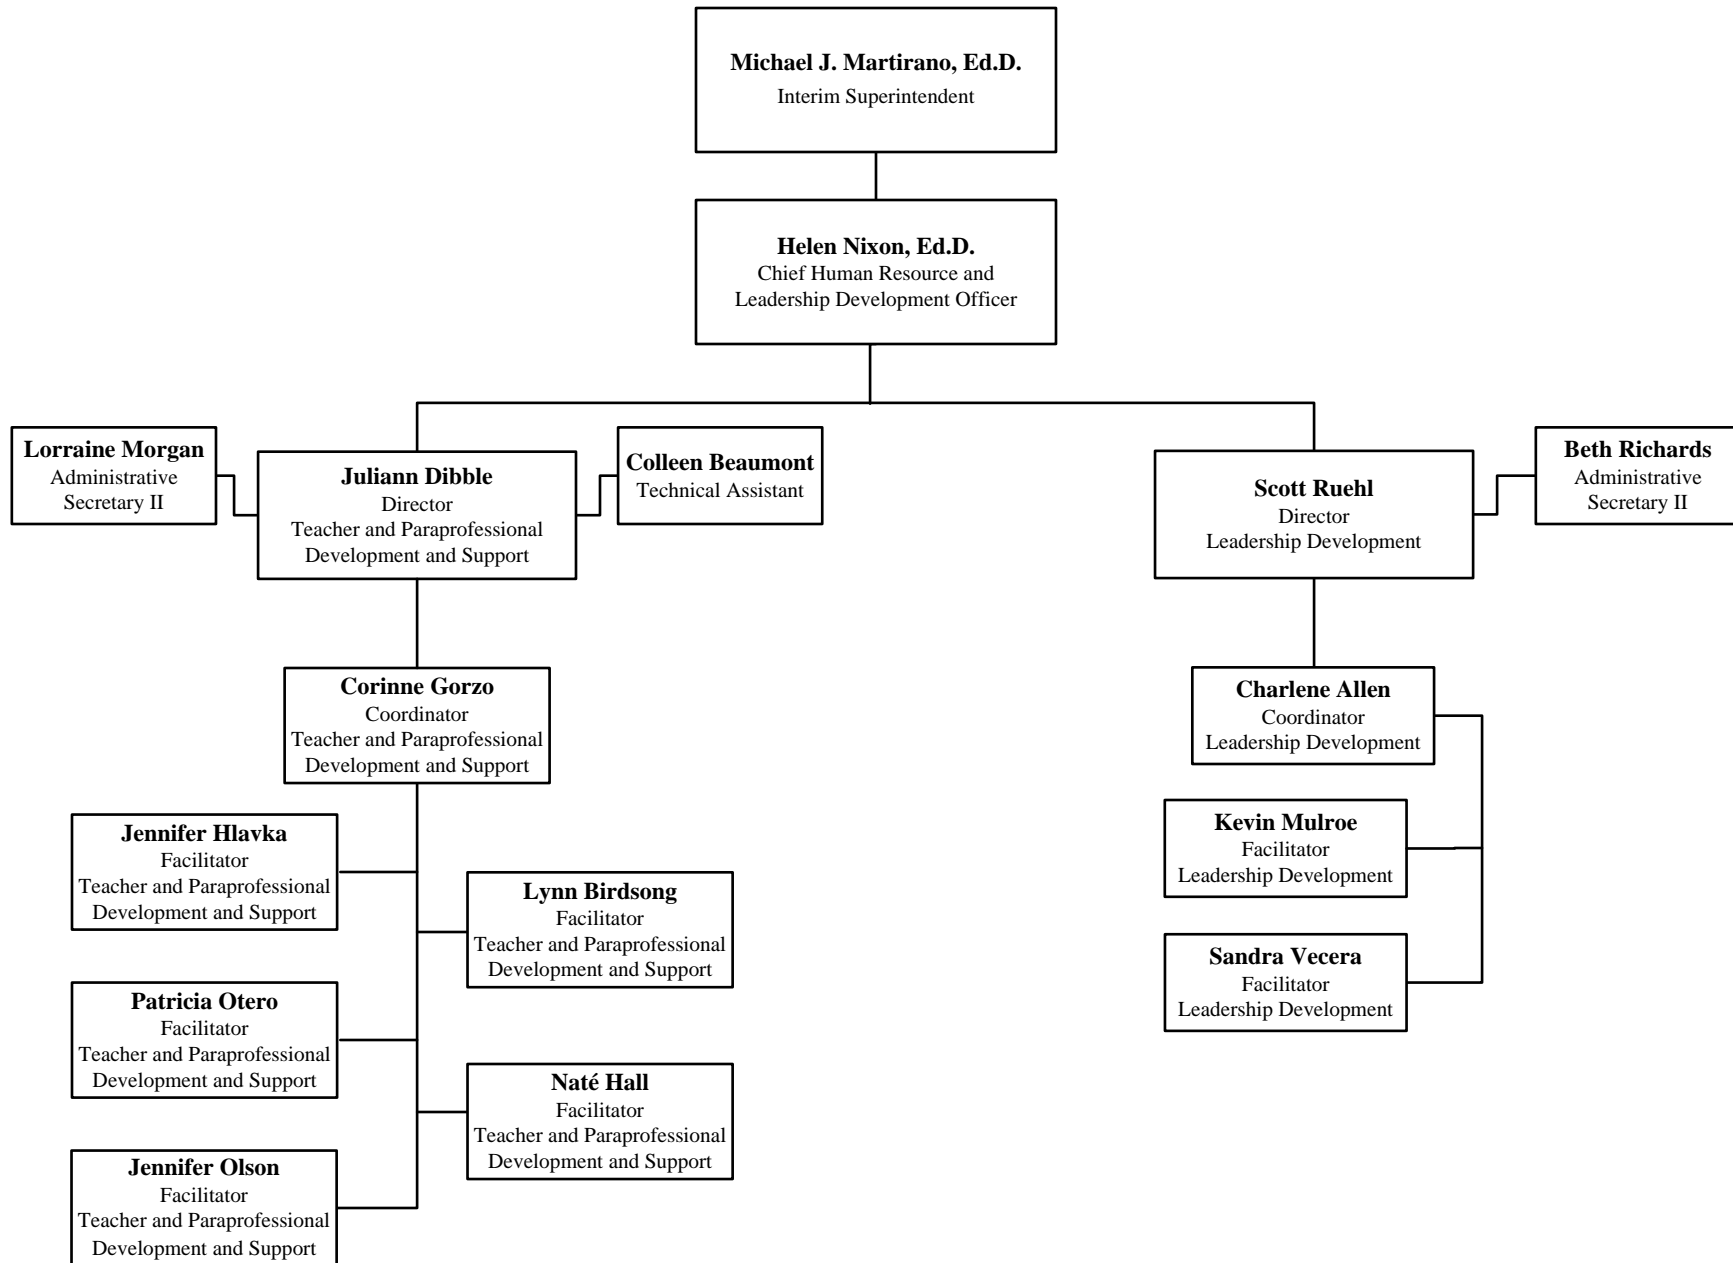 Michael J. Martirano, Ed.D.
Interim Superintendent
Helen Nixon, Ed.D.
Chief Human Resource and
Leadership Development Officer
Lorraine Morgan
Administrative
Secretary II
Juliann Dibble
Director
Teacher and Paraprofessional
Development and Support
Colleen Beaumont
Technical Assistant
Scott Ruehl
Director
Leadership Development
Beth Richards
Administrative
Secretary II
Corinne Gorzo
Coordinator
Teacher and Paraprofessional
Development and Support
Jennifer Hlavka
Facilitator
Teacher and Paraprofessional
Development and Support
Lynn Birdsong
Facilitator
Teacher and Paraprofessional
Development and Support
Patricia Otero
Facilitator
Teacher and Paraprofessional
Development and Support
Naté Hall
Facilitator
Teacher and Paraprofessional
Development and Support
Jennifer Olson
Facilitator
Teacher and Paraprofessional
Development and Support
Charlene Allen
Coordinator
Leadership Development
Kevin Mulroe
Facilitator
Leadership Development
Sandra Vecera
Facilitator
Leadership Development